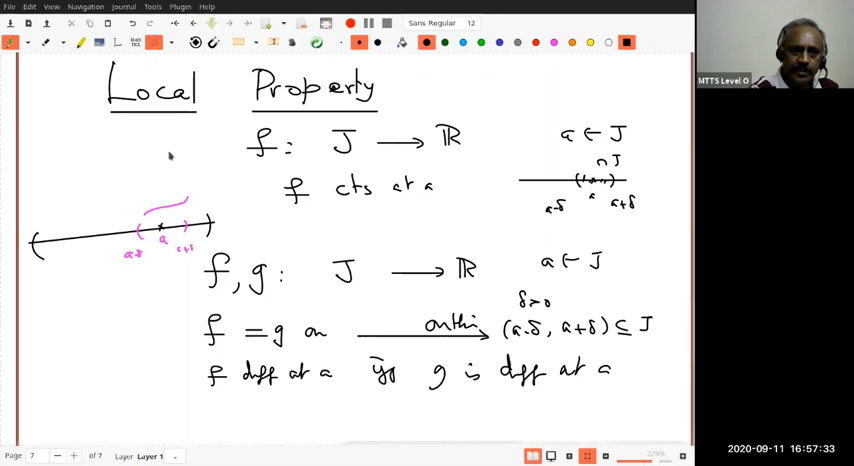 File Edit View Journal Tools Plugin Help
Sans Regular 12
Local Property
f : J → ℝ a ∈ J
∩ J
f cts at a
a
a-δ a+δ
a-δ a a+δ
f, g : J → ℝ a ∈ J
δ>0
f = g on → (a-δ, a+δ) ⊆ J
f diff at a iff g is diff at a
MTTS Level O
2020-09-11 16:57:33
Page 7 of 7 Layer Layer 1 229%